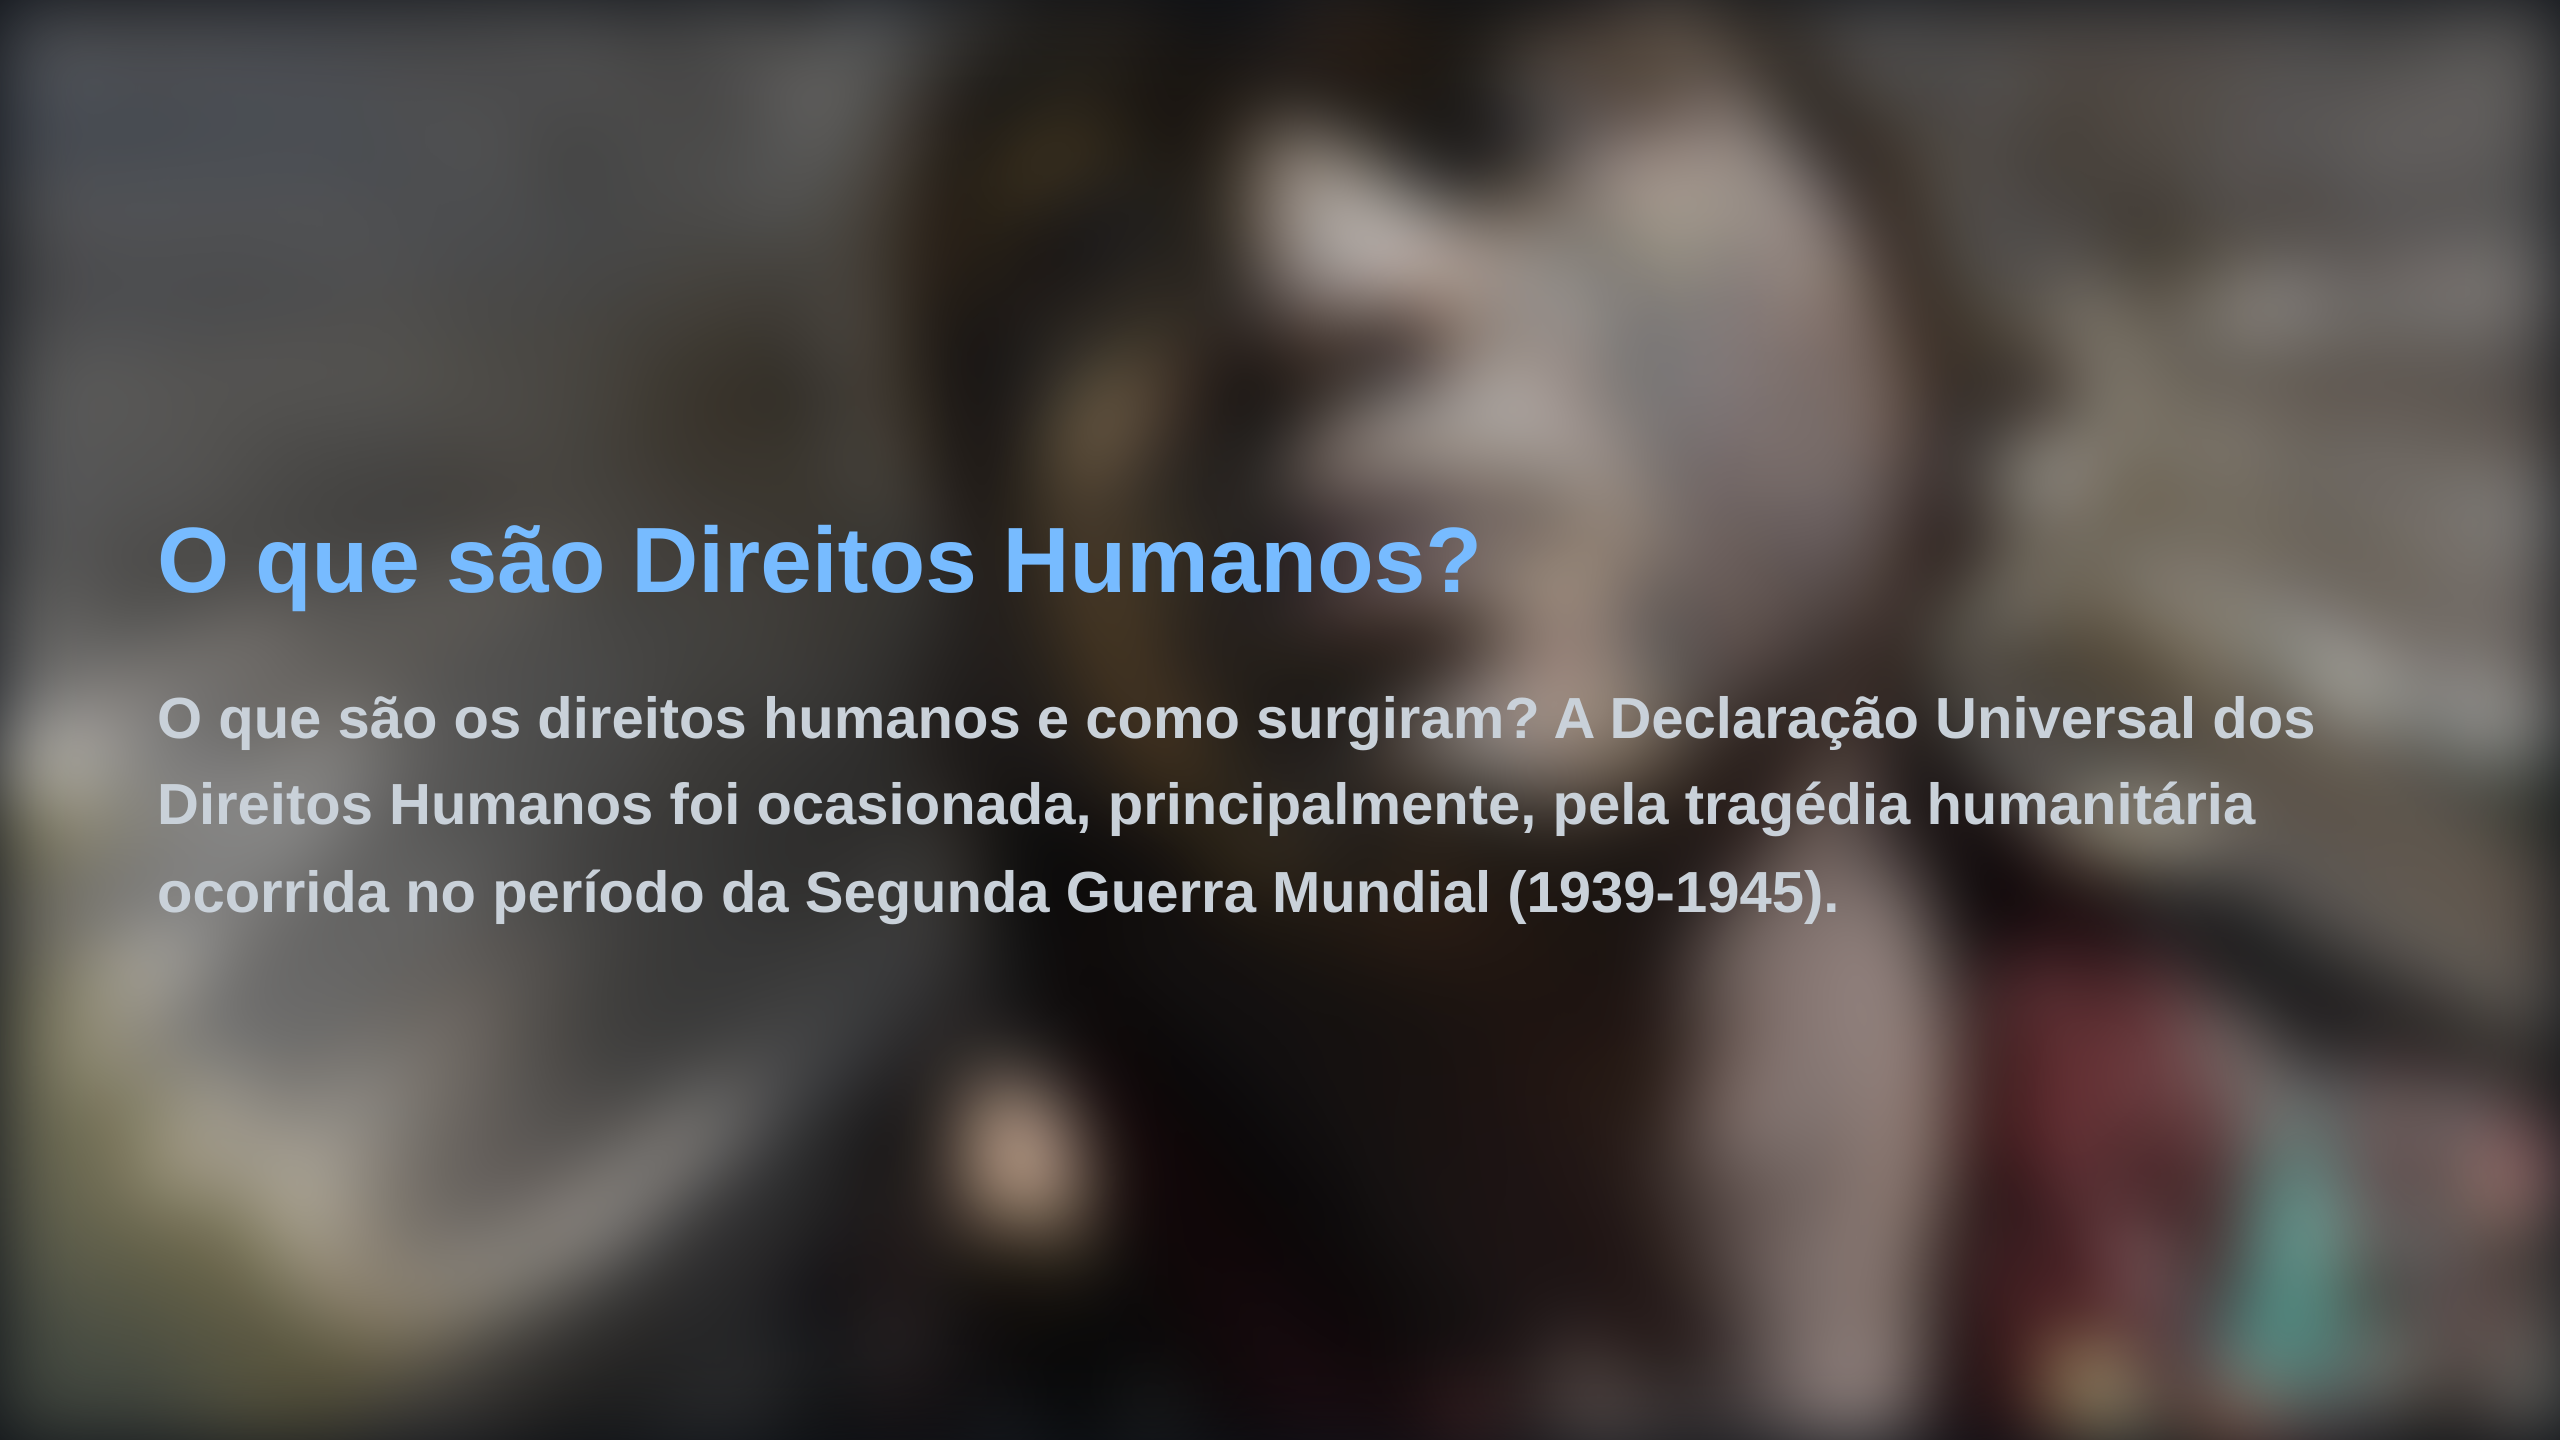 O que são Direitos Humanos?
O que são os direitos humanos e como surgiram? A Declaração Universal dos
Direitos Humanos foi ocasionada, principalmente, pela tragédia humanitária
ocorrida no período da Segunda Guerra Mundial (1939-1945).